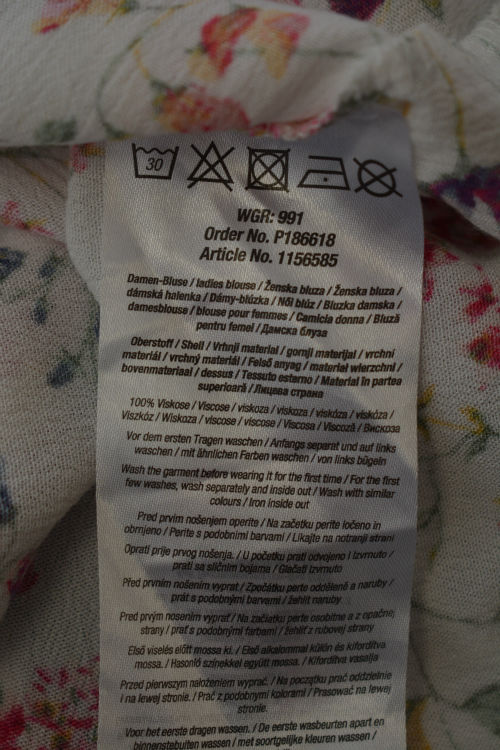 30
WGR: 991
Order No. P186618
Article No. 1156585
Damen-Bluse / ladies blouse / Ženska bluza / Ženska bluza /
dámská halenka / Dámy-blúzka / Női blúz / Bluzka damska /
damesblouse / blouse pour femmes / Camicia donna / Bluză
pentru femei / Дамска блуза
Oberstoff / Shell / Vrhnji material / gornji materijal / vrchní
materiál / vrchný materiál / Felső anyag / materiał wierzchni /
bovenmateriaal / dessus / Tessuto esterno / Material în partea
superioară / Лицева страна
100% Viskose / Viscose / viskoza / viskoza / viskóza / viskóza /
Viszkóz / Wiskoza / viscose / viscose / Viscosa / Viscoză / Вискоза
Vor dem ersten Tragen waschen / Anfangs separat und auf links
waschen / mit ähnlichen Farben waschen / von links bügeln
Wash the garment before wearing it for the first time / For the first
few washes, wash separately and inside out / Wash with similar
colours / Iron inside out
Pred prvim nošenjem operite / Na začetku perite ločeno in
obrnjeno / Perite s podobnimi barvami / Likajte na notranji strani
Oprati prije prvog nošenja. / U početku prati odvojeno i izvrnuto /
prati sa sličnim bojama / Glačati izvrnuto
Před prvním nošením vyprat / Zpočátky perte odděleně a naruby /
prát s podobnými barvami / žehlit naruby
Pred prvým nosením vyprať / Na začiatku perte osobitne a z opačnej
strany / prať s podobnými farbami / žehliť z rubovej strany
Első viselés előtt mossa ki. / Első alkalommal külön és kifordítva
mossa. / Hasonló színekkel együtt mossa. / Kifordítva vasalja
Przed pierwszym nałożeniem wyprać. / Na początku prać oddzielnie
i na lewej stronie. / Prać z podobnymi kolorami / Prasować na lewej
stronie.
Voor het eerste dragen wassen. / De eerste wasbeurten apart en
binnenstebuiten wassen / met soortgelijke kleuren wassen /